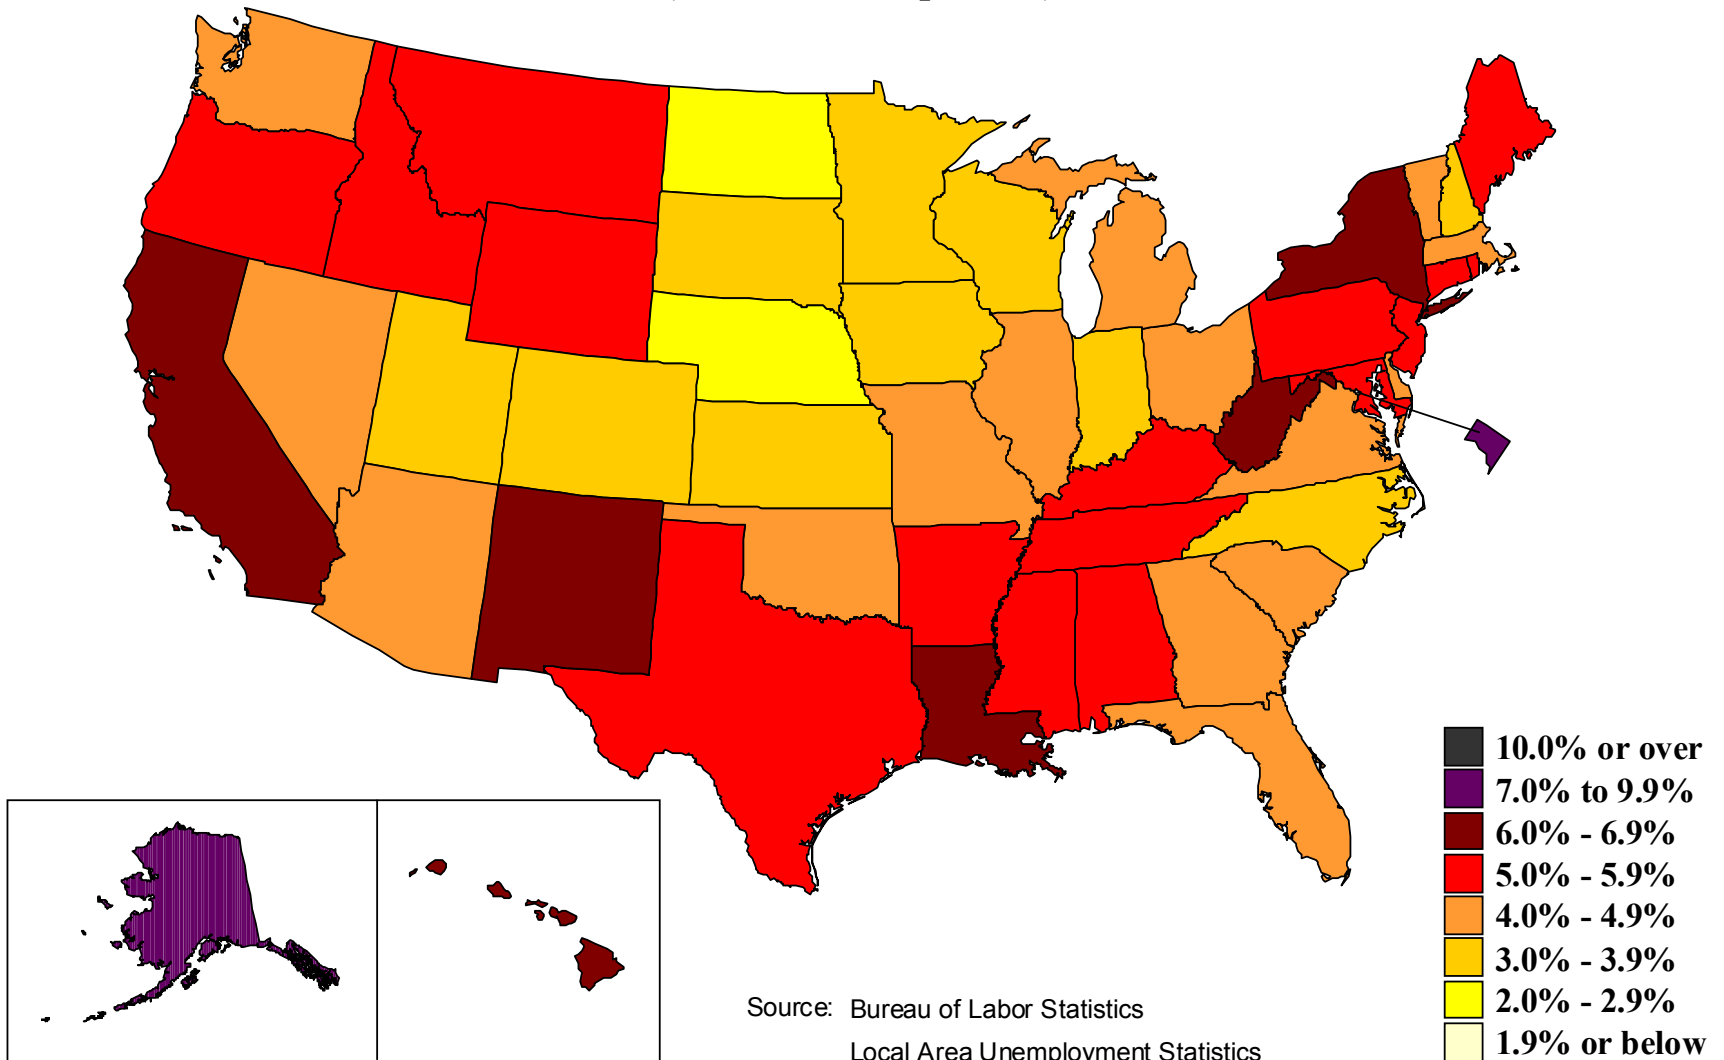 10.0% or over
7.0% to 9.9%
6.0% - 6.9%
5.0% - 5.9%
4.0% - 4.9%
3.0% - 3.9%
2.0% - 2.9%
1.9% or below
Source: Bureau of Labor Statistics
Local Area Unemployment Statistics